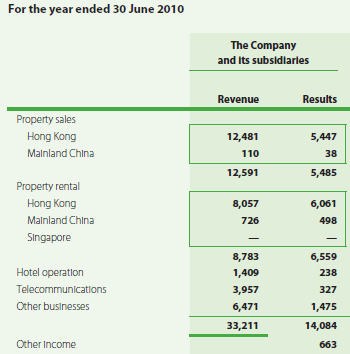 For the year ended 30 June 2010
The Company
and its subsidiaries
Revenue Results
Property sales
Hong Kong 12,481 5,447
Mainland China 110 38
12,591 5,485
Property rental
Hong Kong 8,057 6,061
Mainland China 726 498
Singapore — —
8,783 6,559
Hotel operation 1,409 238
Telecommunications 3,957 327
Other businesses 6,471 1,475
33,211 14,084
Other income 663